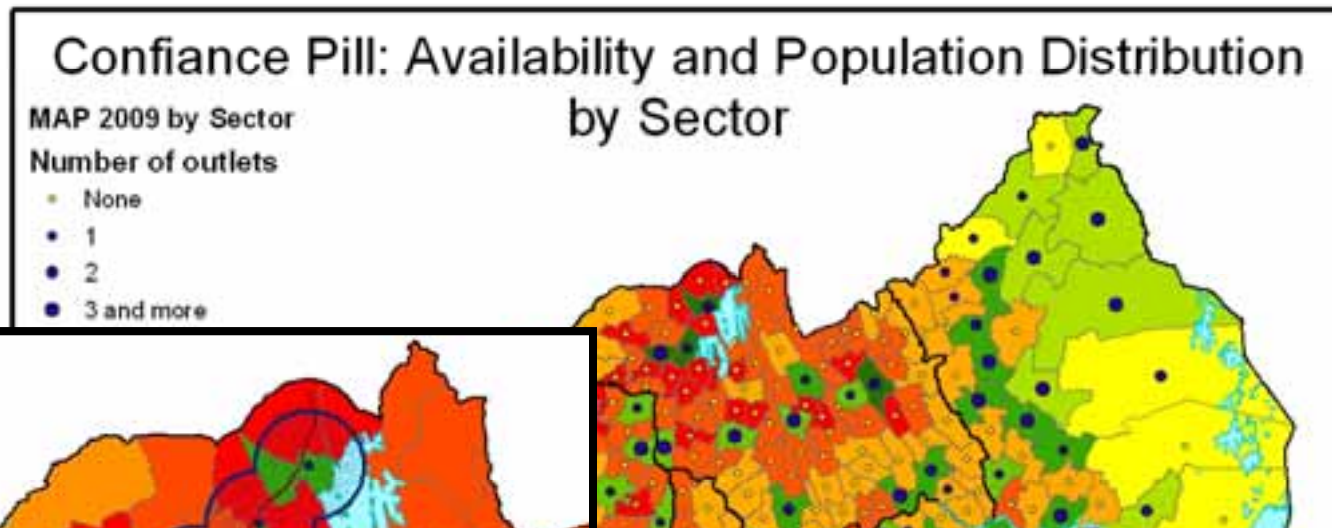 Confiance Pill: Availability and Population Distribution
by Sector
MAP 2009 by Sector
Number of outlets
None
1
2
3 and more